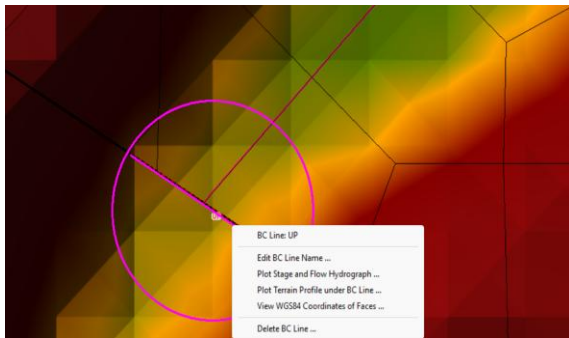 BC Line: UP
Edit BC Line Name ...
Plot Stage and Flow Hydrograph ...
Plot Terrain Profile under BC Line ...
View WGS84 Coordinates of Faces ...
Delete BC Line ...